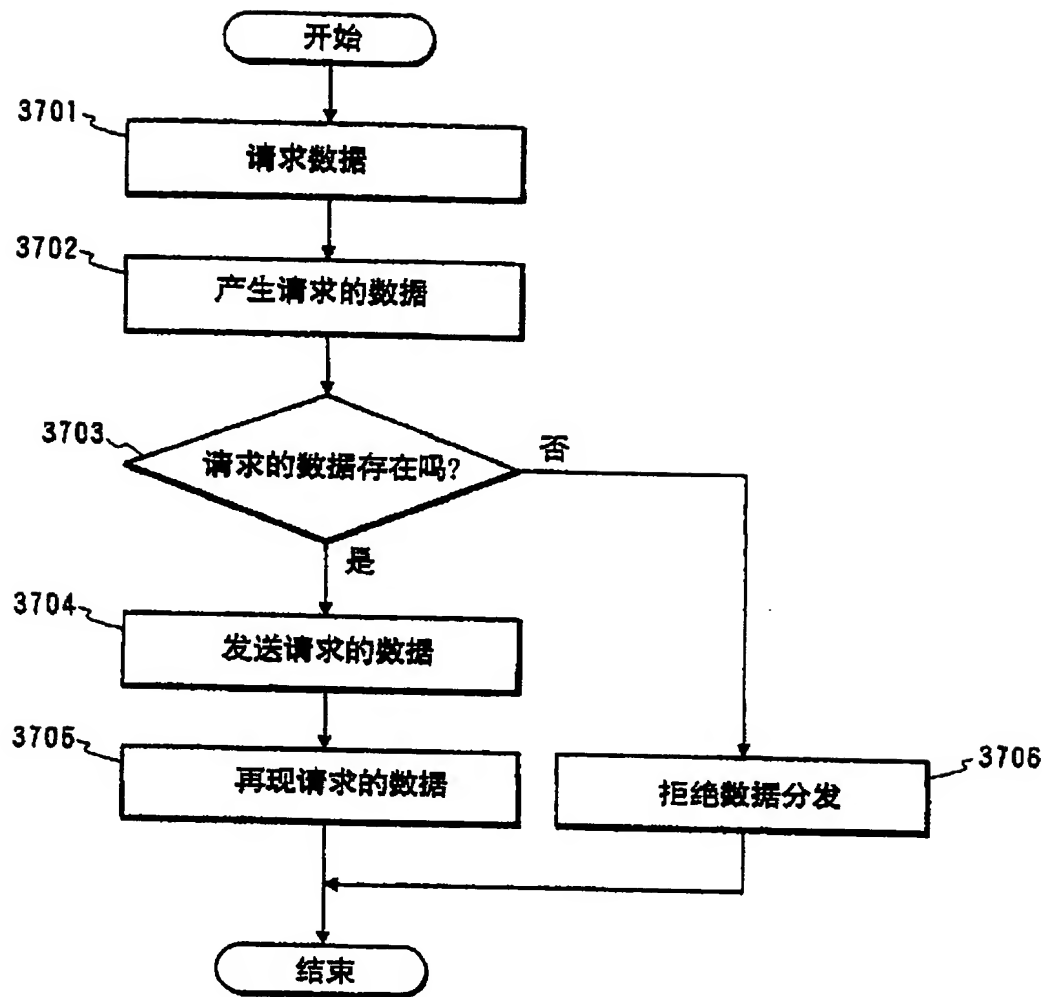 开始
3701
请求数据
3702
产生请求的数据
3703
请求的数据存在吗?
否
是
3704
发送请求的数据
3705
再现请求的数据
3706
拒绝数据分发
结束